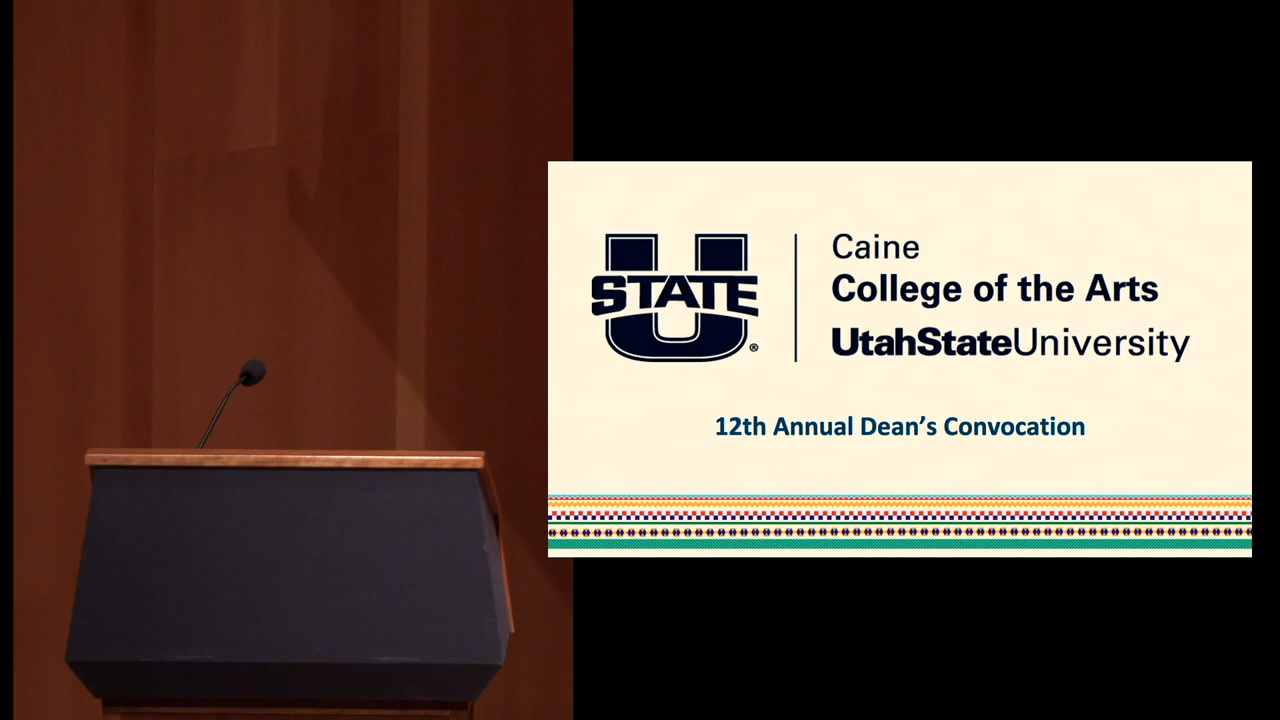 U
STATE
®
Caine
College of the Arts
UtahStateUniversity
12th Annual Dean’s Convocation